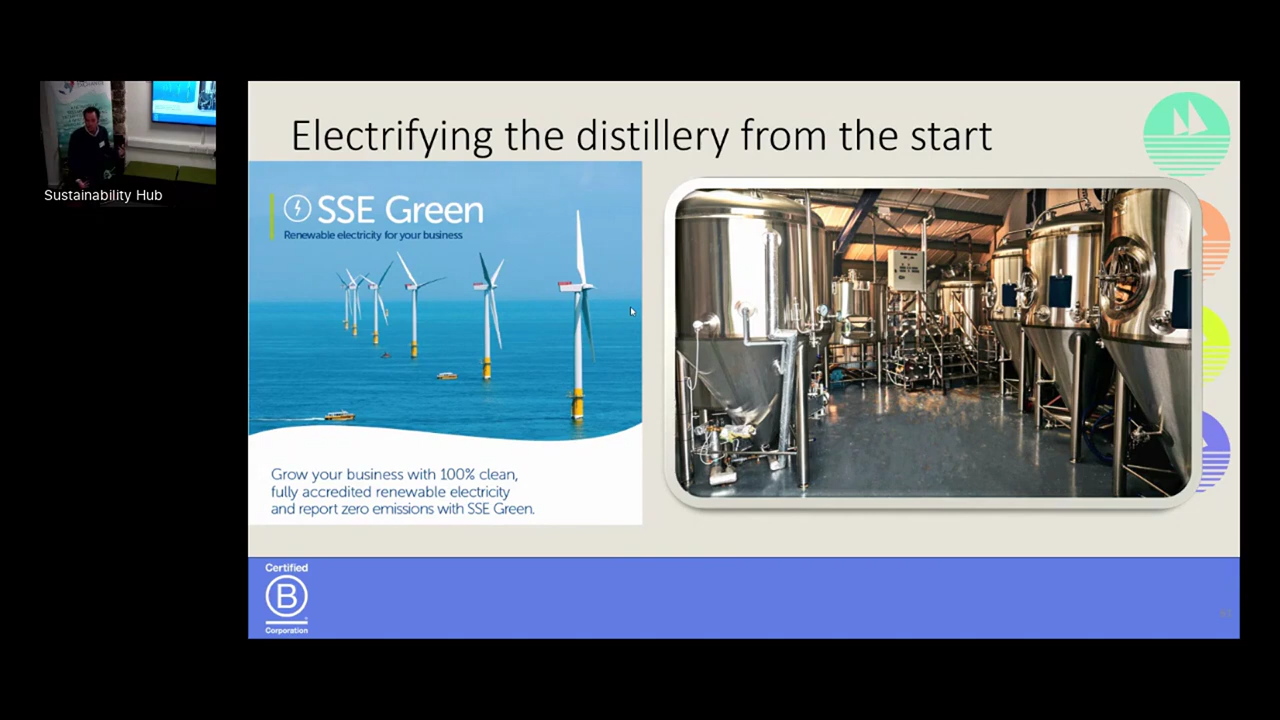 Electrifying the distillery from the start
SSE Green
Renewable electricity for your business
Sustainability Hub
Grow your business with 100% clean,
fully accredited renewable electricity
and report zero emissions with SSE Green.
Certified
B
Corporation